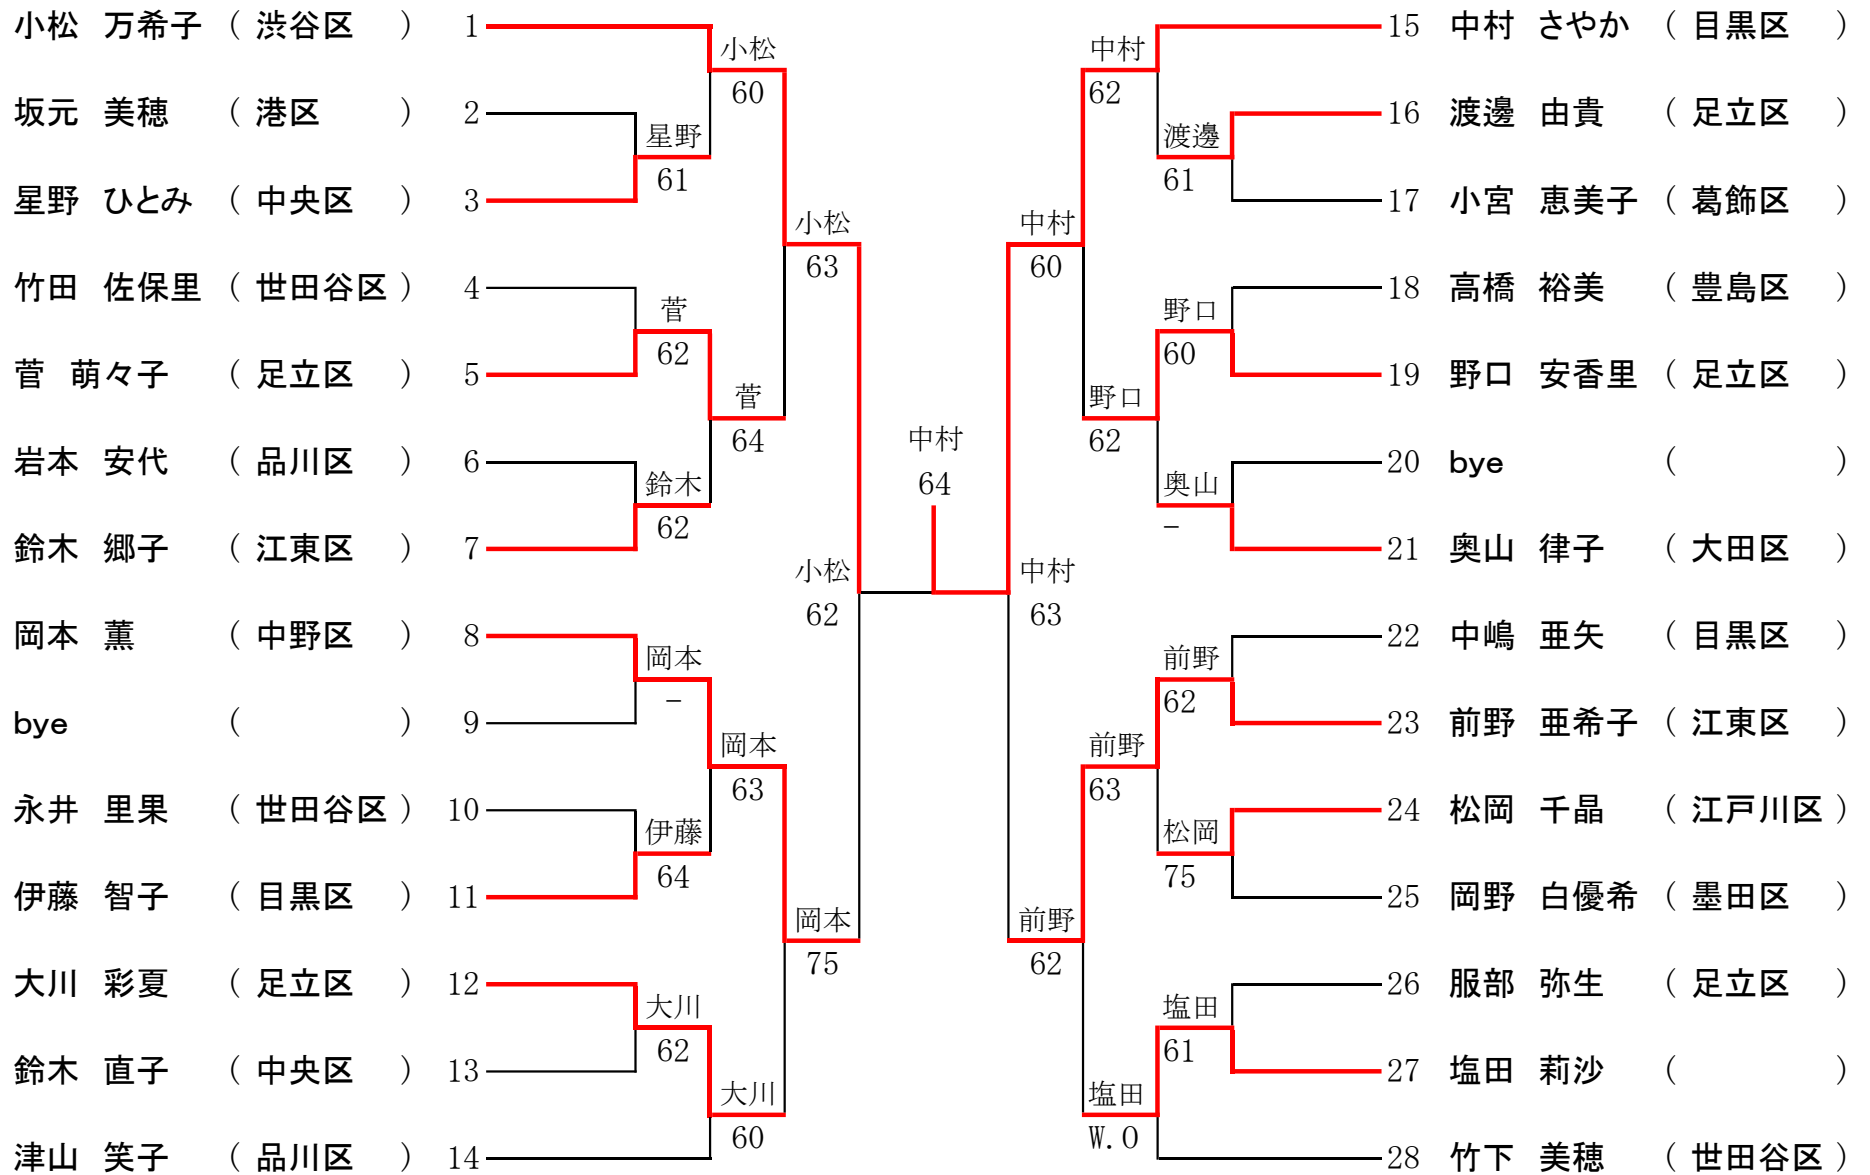 小松 万希子 ( 渋谷区 ) 1
坂元 美穂 ( 港区 ) 2
星野 ひとみ ( 中央区 ) 3
竹田 佐保里 ( 世田谷区 ) 4
菅 萌々子 ( 足立区 ) 5
岩本 安代 ( 品川区 ) 6
鈴木 郷子 ( 江東区 ) 7
岡本 薫 ( 中野区 ) 8
bye ( ) 9
永井 里果 ( 世田谷区 ) 10
伊藤 智子 ( 目黒区 ) 11
大川 彩夏 ( 足立区 ) 12
鈴木 直子 ( 中央区 ) 13
津山 笑子 ( 品川区 ) 14
星野
61
菅
62
鈴木
62
岡本
-
伊藤
64
大川
62
小松
60
菅
64
岡本
63
大川
60
小松
63
岡本
75
小松
62
中村
64
中村
63
中村
60
前野
62
中村
62
野口
62
前野
63
塩田
W.O
渡邊
61
野口
60
奥山
-
前野
62
松岡
75
塩田
61
15 中村 さやか ( 目黒区 )
16 渡邊 由貴 ( 足立区 )
17 小宮 恵美子 ( 葛飾区 )
18 高橋 裕美 ( 豊島区 )
19 野口 安香里 ( 足立区 )
20 bye ( )
21 奥山 律子 ( 大田区 )
22 中嶋 亜矢 ( 目黒区 )
23 前野 亜希子 ( 江東区 )
24 松岡 千晶 ( 江戸川区 )
25 岡野 白優希 ( 墨田区 )
26 服部 弥生 ( 足立区 )
27 塩田 莉沙 ( )
28 竹下 美穂 ( 世田谷区 )